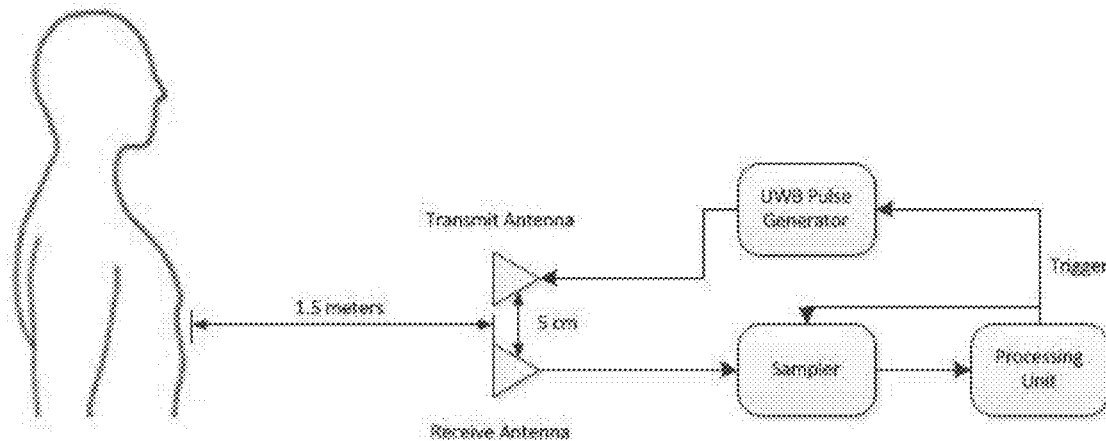 UWB Pulse
Generator
Transmit Antenna
Trigger
1.5 meters
5 cm
Sampler
Processing
Unit
Receive Antenna